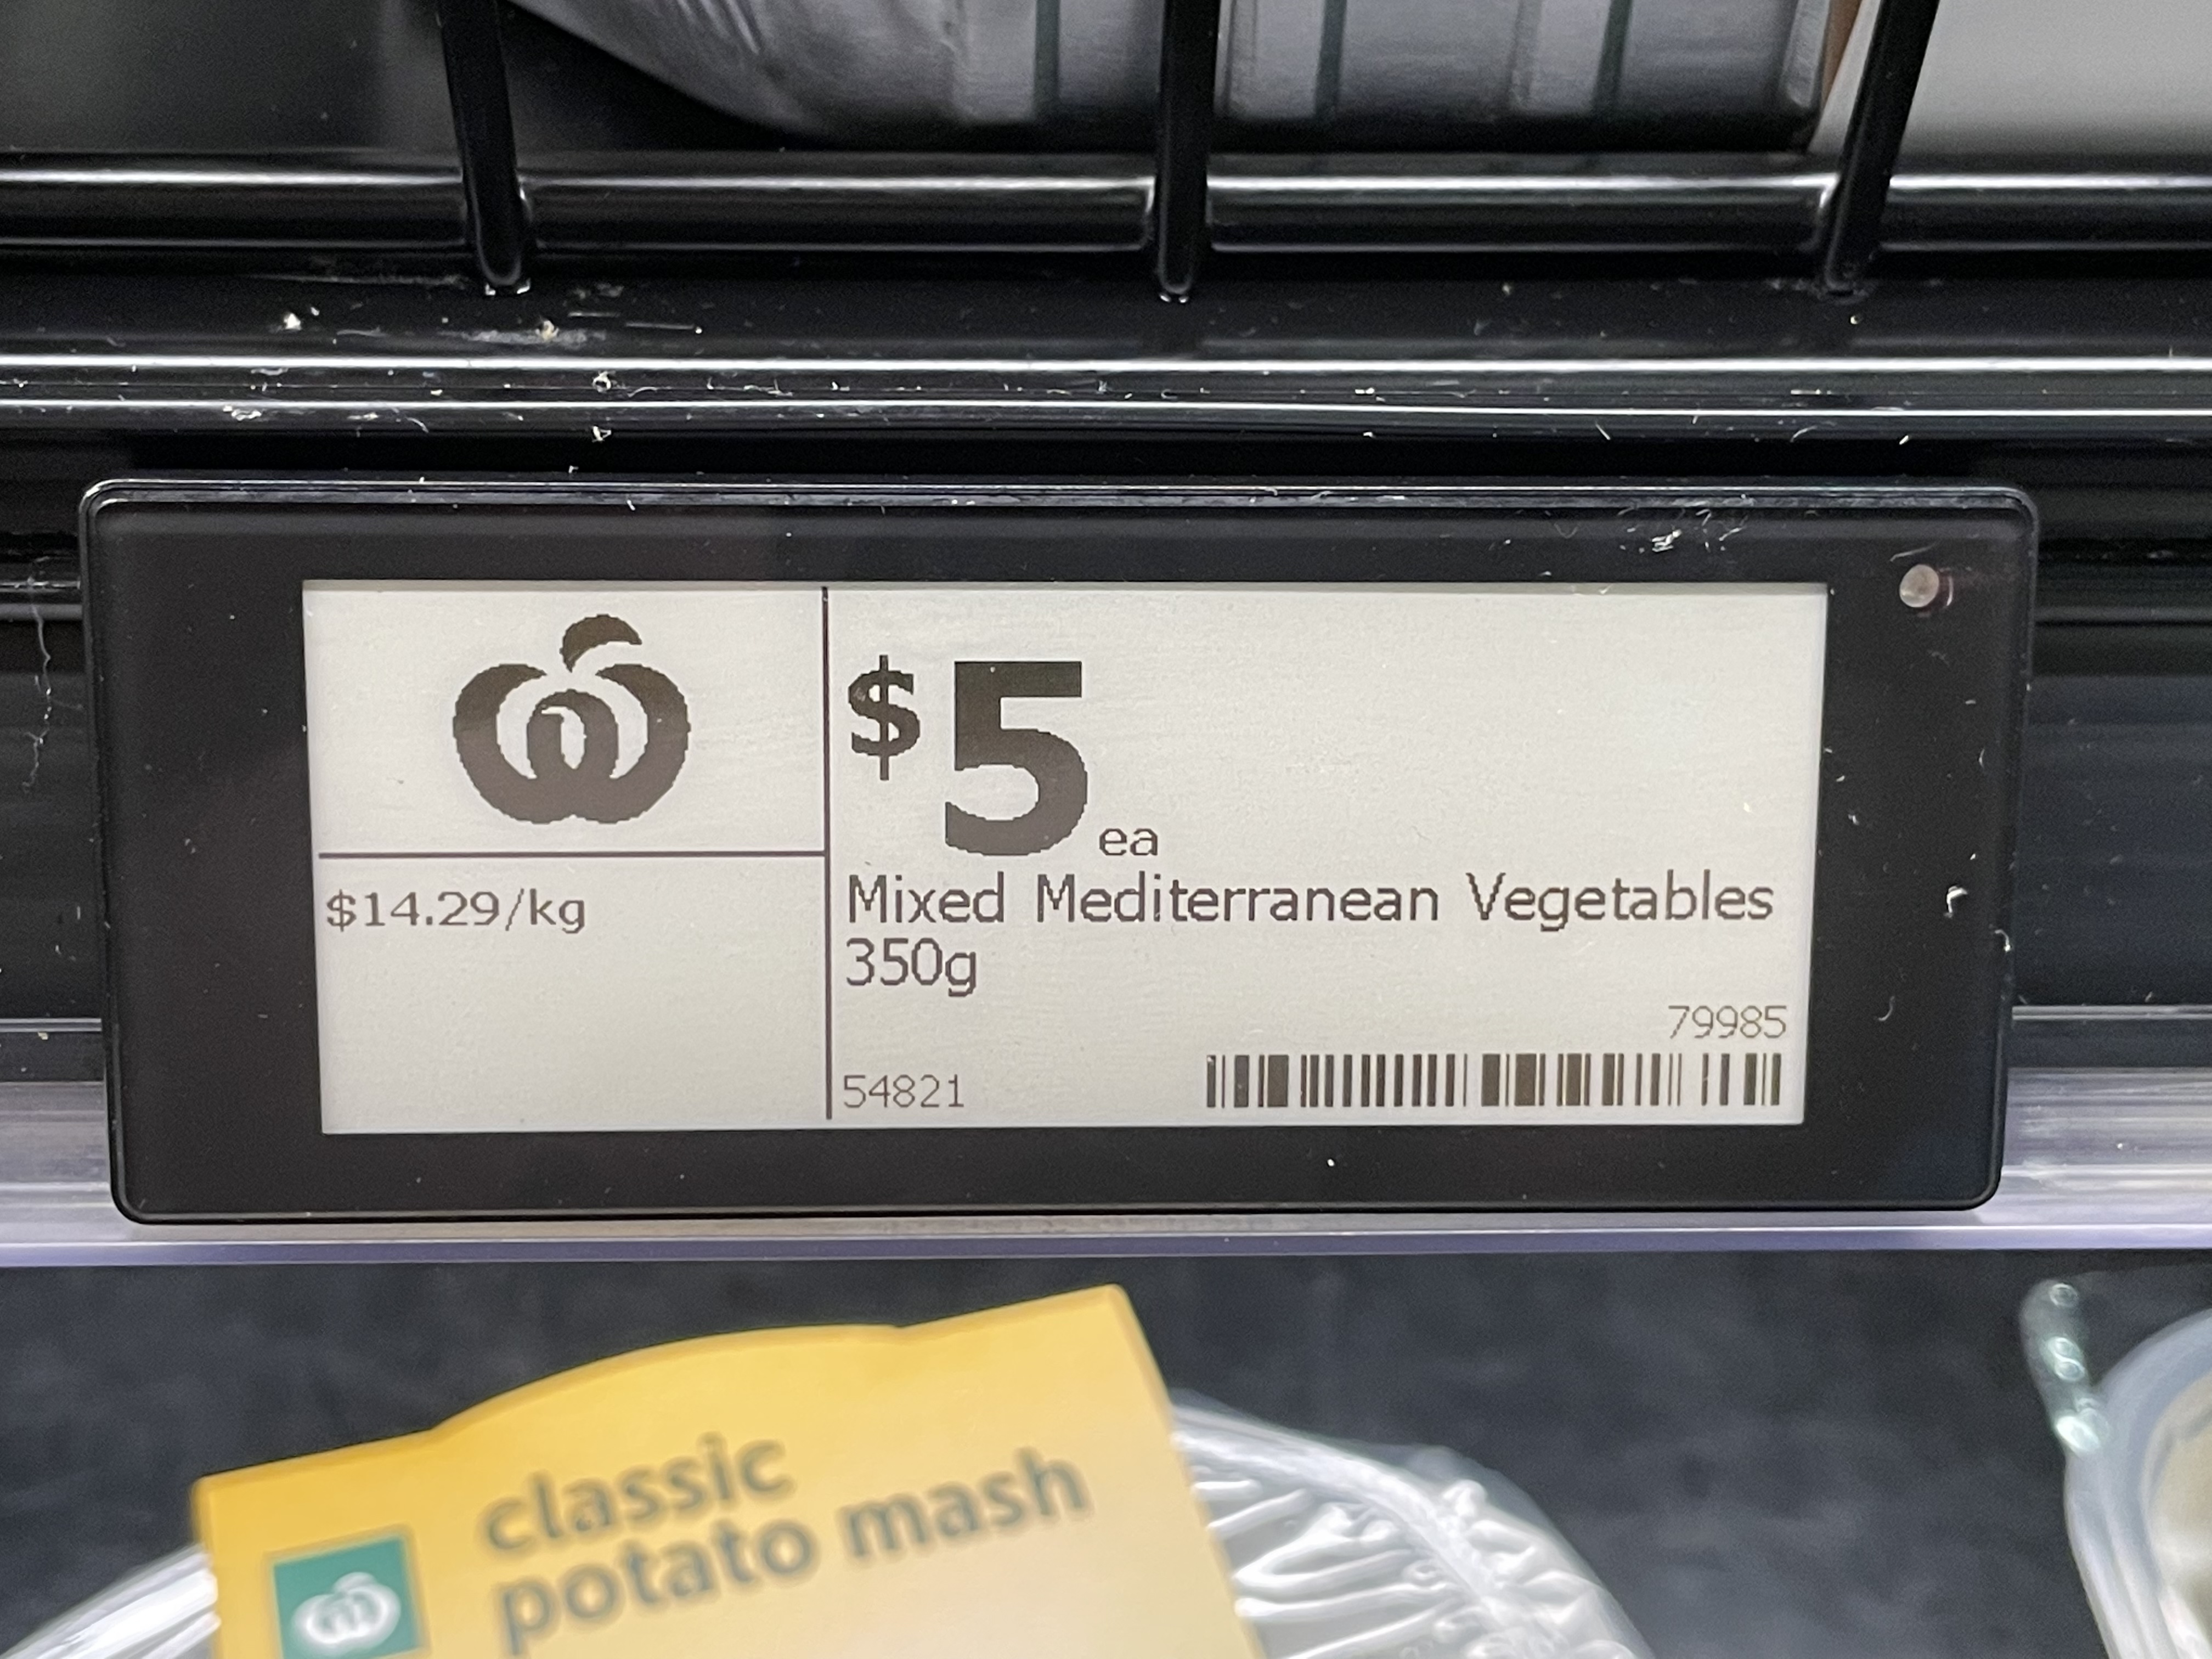 $5 ea
$14.29/kg
Mixed Mediterranean Vegetables
350g
79985
54821
classic
potato mash